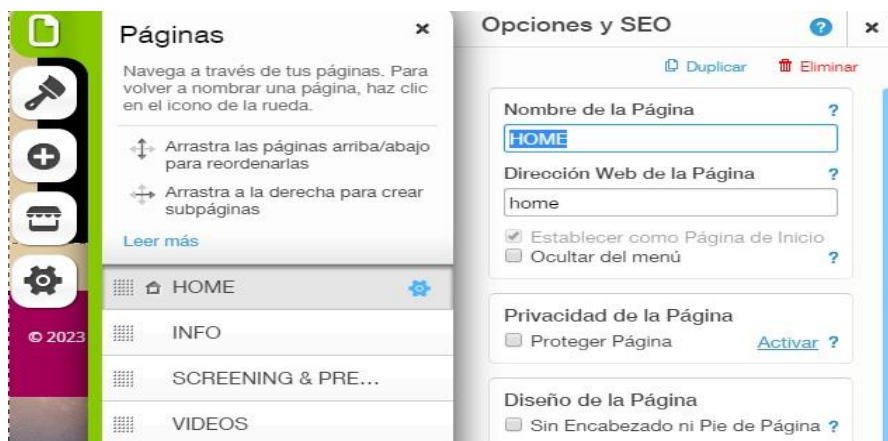 Páginas
Navega a través de tus páginas. Para
volver a nombrar una página, haz clic
en el icono de la rueda.
Arrastra las páginas arriba/abajo
para reordenarlas
Arrastra a la derecha para crear
subpáginas
Leer más
HOME
INFO
SCREENING & PRE...
VIDEOS
© 2023
Opciones y SEO
?
Duplicar
Eliminar
Nombre de la Página ?
HOME
Dirección Web de la Página ?
home
Establecer como Página de Inicio
Ocultar del menú ?
Privacidad de la Página
Proteger Página Activar ?
Diseño de la Página
Sin Encabezado ni Pie de Página ?